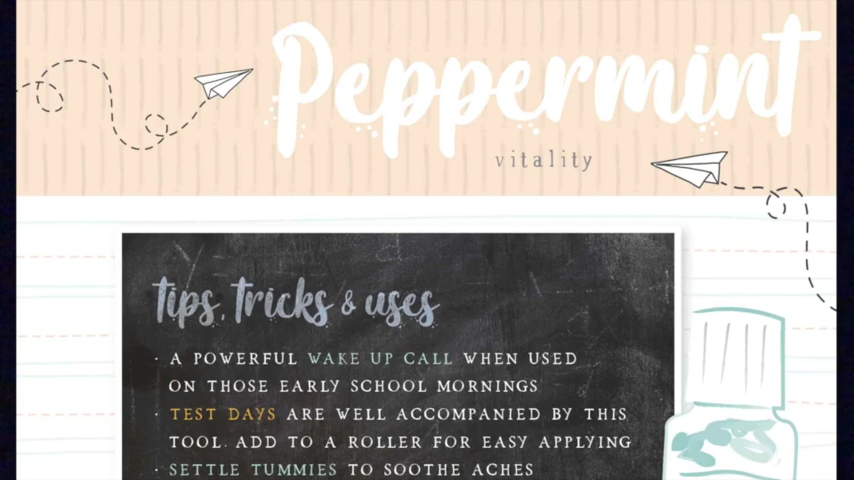 Peppermint
vitality
tips, tricks & uses
· A POWERFUL WAKE UP CALL WHEN USED
ON THOSE EARLY SCHOOL MORNINGS
· TEST DAYS ARE WELL ACCOMPANIED BY THIS
TOOL. ADD TO A ROLLER FOR EASY APPLYING
· SETTLE TUMMIES TO SOOTHE ACHES